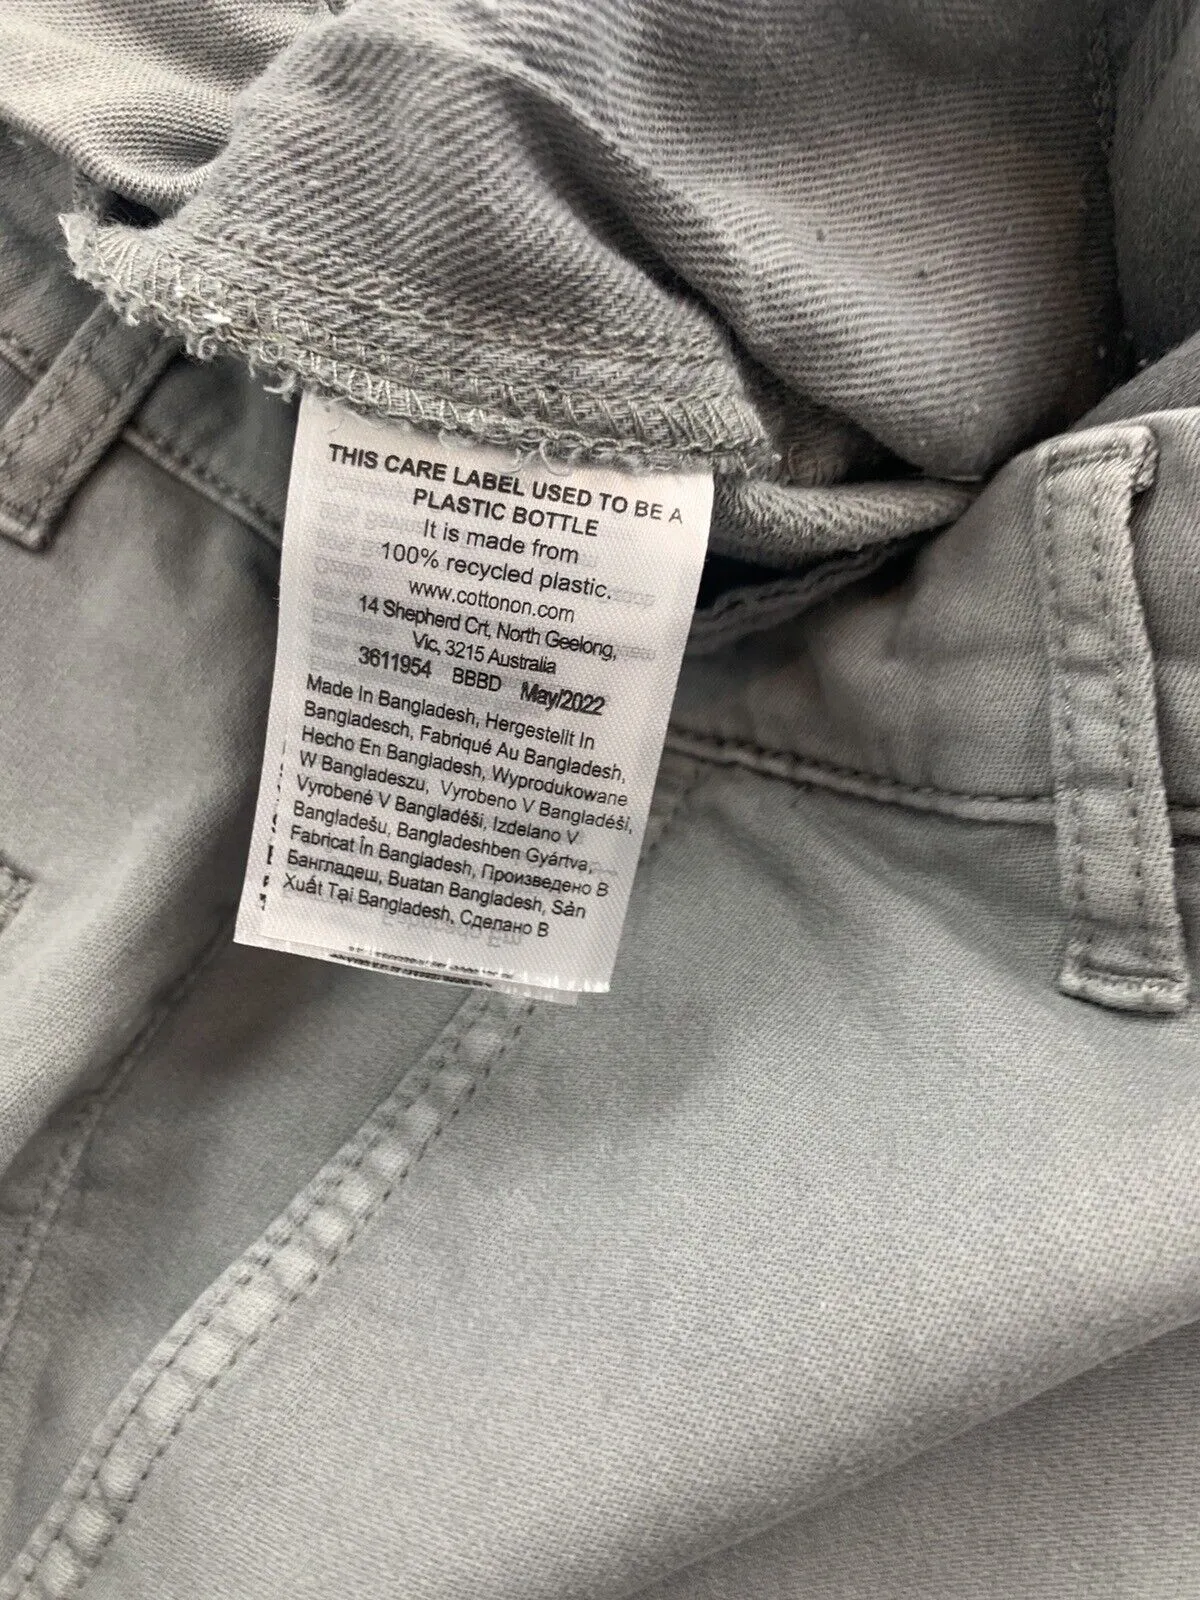 THIS CARE LABEL USED TO BE A
PLASTIC BOTTLE
It is made from
100% recycled plastic.
www.cottonon.com
14 Shepherd Crt, North Geelong,
Vic, 3215 Australia
3611954 BBBD May/2022
Made In Bangladesh, Hergestellt In
Bangladesch, Fabriqué Au Bangladesh,
Hecho En Bangladesh, Wyprodukowane
W Bangladeszu, Vyrobeno V Bangladéši,
Vyrobené V Bangladéši, Izdelano V
Bangladešu, Bangladeshben Gyártva,
Fabricat În Bangladesh, Произведено В
Бангладеш, Buatan Bangladesh, Sản
Xuất Tại Bangladesh, Сделано В